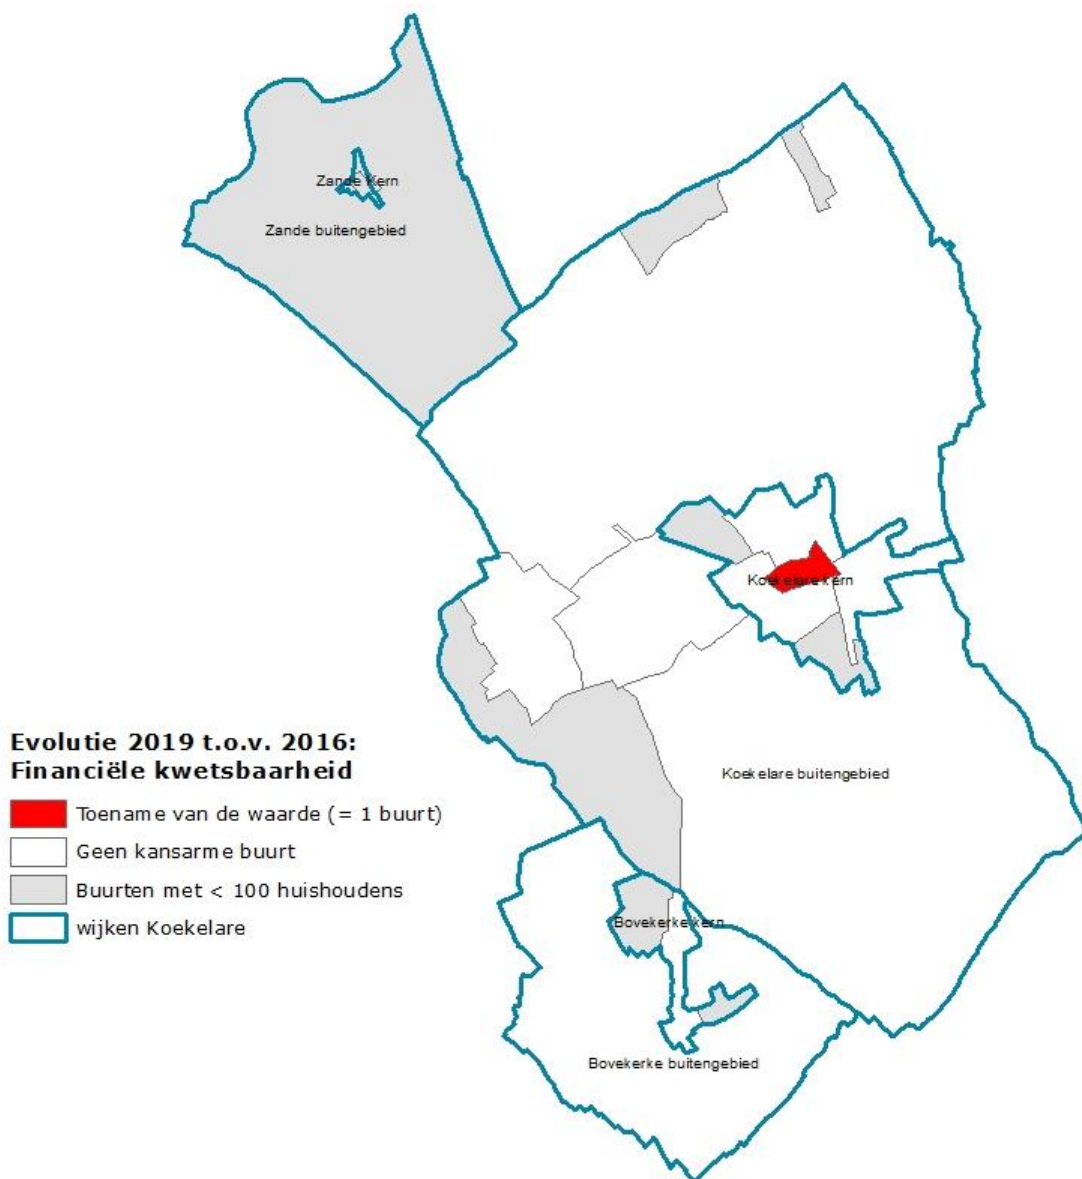 Zande Kern
Zande buitengebied
Koekelare kern
Evolutie 2019 t.o.v. 2016:
Financiële kwetsbaarheid
Toename van de waarde (= 1 buurt)
Geen kansarme buurt
Buurten met < 100 huishoudens
wijken Koekelare
Koekelare buitengebied
Bovekerke kern
Bovekerke buitengebied